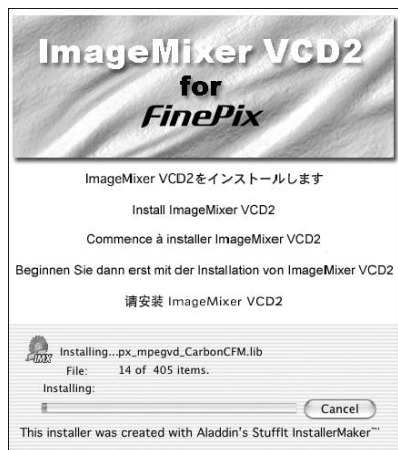 ImageMixer VCD2
for
FinePix
ImageMixer VCD2をインストールします
Install ImageMixer VCD2
Commence à installer ImageMixer VCD2
Beginnen Sie dann erst mit der Installation von ImageMixer VCD2
请安装 ImageMixer VCD2
IMX
Installing...px_mpegvd_CarbonCFM.lib
File: 14 of 405 items.
Installing:
Cancel
This installer was created with Aladdin's StuffIt InstallerMaker™